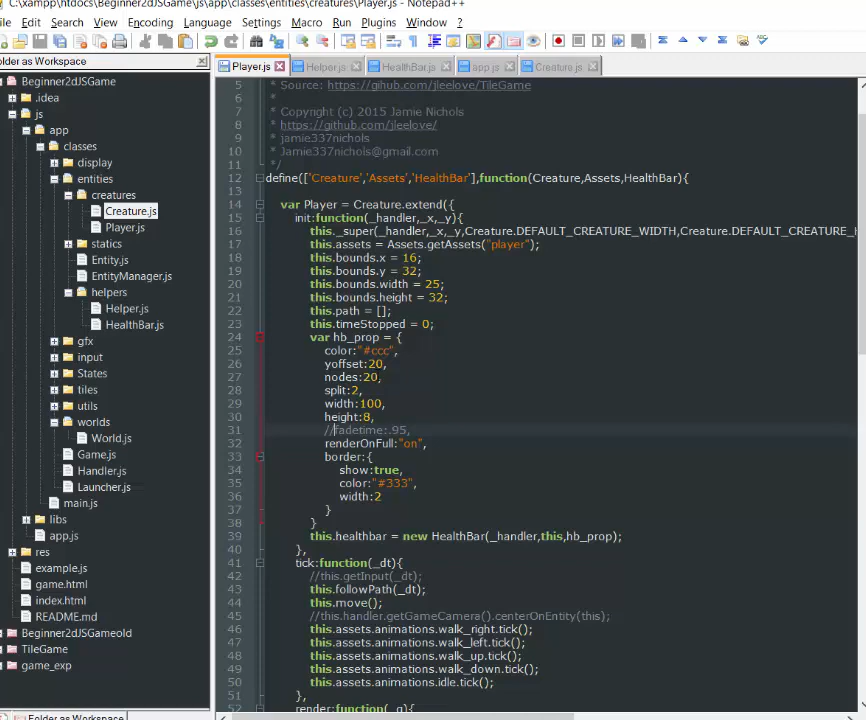 C:\xampp\htdocs\Beginner2dJSGame\js\app\classes\entities\creatures\Player.js - Notepad++
File Edit Search View Encoding Language Settings Macro Run Plugins Window ?
Folder as Workspace
Player.js Helper.js HealthBar.js app.js Creature.js
Beginner2dJSGame
.idea
js
app
classes
display
entities
creatures
Creature.js
Player.js
statics
Entity.js
EntityManager.js
helpers
Helper.js
HealthBar.js
gfx
input
States
tiles
utils
worlds
World.js
Game.js
Handler.js
Launcher.js
main.js
libs
app.js
res
example.js
game.html
index.html
README.md
Beginner2dJSGameold
TileGame
game_exp
Folder as Workspace
5 * Source: https://gihub.com/jleelove/TileGame
6 *
7 * Copyright (c) 2015 Jamie Nichols
8 * https://github.com/jleelove/
9 * jamie337nichols
10 * Jamie337nichols@gmail.com
11 */
12 define(['Creature','Assets','HealthBar'],function(Creature,Assets,HealthBar){
13
14 var Player = Creature.extend({
15 init:function(_handler,_x,_y){
16 this._super(_handler,_x,_y,Creature.DEFAULT_CREATURE_WIDTH,Creature.DEFAULT_CREATURE_H
17 this.assets = Assets.getAssets("player");
18 this.bounds.x = 16;
19 this.bounds.y = 32;
20 this.bounds.width = 25;
21 this.bounds.height = 32;
22 this.path = [];
23 this.timeStopped = 0;
24 var hb_prop = {
25 color:"#ccc",
26 yoffset:20,
27 nodes:20,
28 split:2,
29 width:100,
30 height:8,
31 //fadetime:.95,
32 renderOnFull:"on",
33 border:{
34 show:true,
35 color:"#333",
36 width:2
37 }
38 }
39 this.healthbar = new HealthBar(_handler,this,hb_prop);
40 },
41 tick:function(_dt){
42 //this.getInput(_dt);
43 this.followPath(_dt);
44 this.move();
45 //this.handler.getGameCamera().centerOnEntity(this);
46 this.assets.animations.walk_right.tick();
47 this.assets.animations.walk_left.tick();
48 this.assets.animations.walk_up.tick();
49 this.assets.animations.walk_down.tick();
50 this.assets.animations.idle.tick();
51 },
52 render:function(_g){